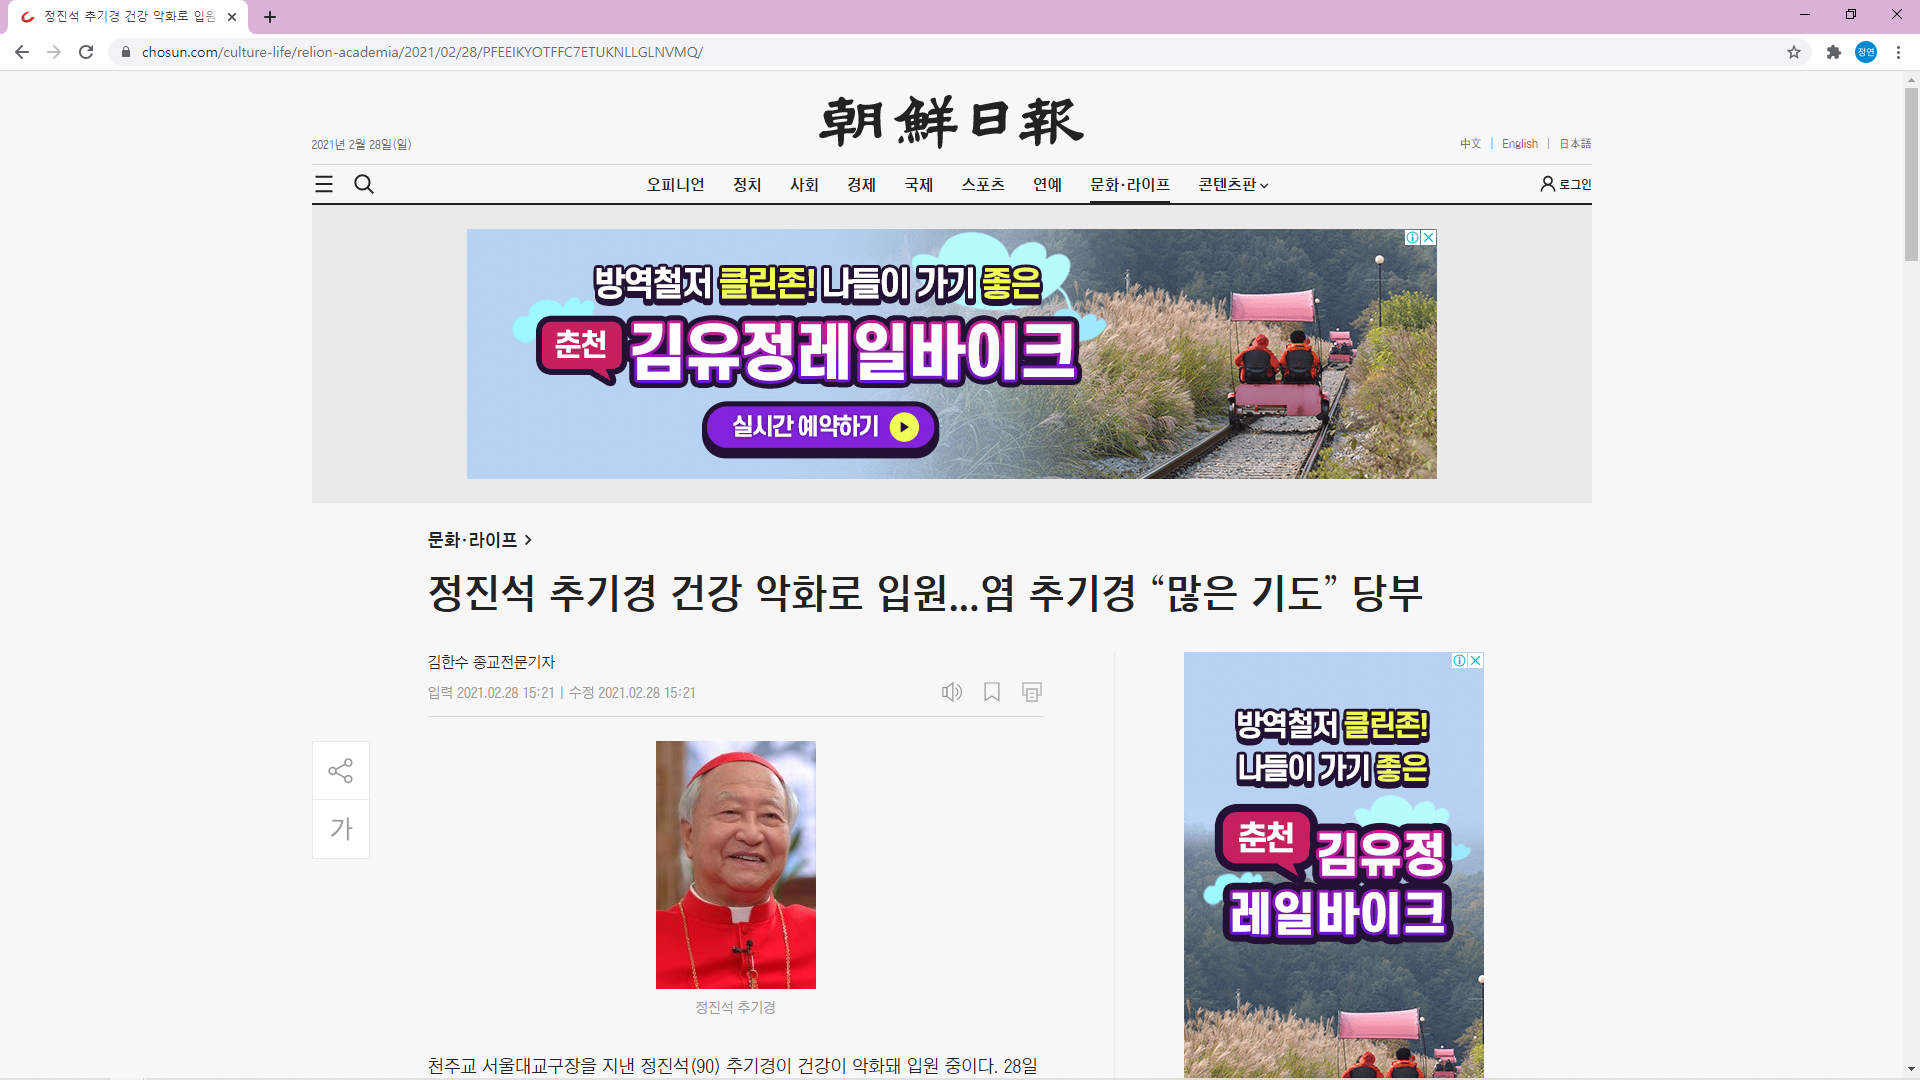 정진석 추기경 건강 악화로 입원
chosun.com/culture-life/relion-academia/2021/02/28/PFEEIKYOTFFC7ETUKNLLGLNVMQ/
정연
朝鮮日報
2021년 2월 28일(일)
中文 | English | 日本語
오피니언 정치 사회 경제 국제 스포츠 연예 문화·라이프 콘텐츠판
로그인
방역철저 클린존! 나들이 가기 좋은
춘천 김유정레일바이크
실시간 예약하기
문화·라이프 >
정진석 추기경 건강 악화로 입원...염 추기경 “많은 기도” 당부
김한수 종교전문기자
입력 2021.02.28 15:21 | 수정 2021.02.28 15:21
가
정진석 추기경
천주교 서울대교구장을 지낸 정진석(90) 추기경이 건강이 악화돼 입원 중이다. 28일
방역철저 클린존!
나들이 가기 좋은
춘천 김유정
레일바이크